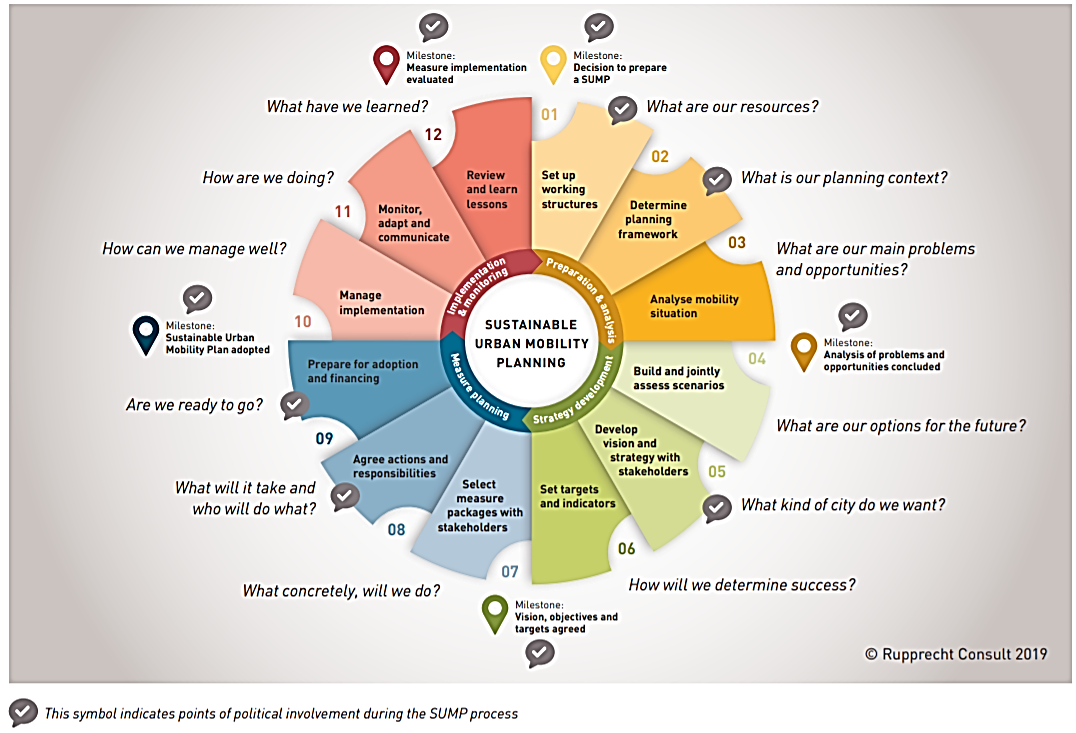 Milestone:
Measure implementation
evaluated
Milestone:
Decision to prepare
a SUMP
What have we learned?
What are our resources?
12
Review
and learn
lessons
01
Set up
working
structures
02
Determine
planning
framework
What is our planning context?
How are we doing?
11
Monitor,
adapt and
communicate
03
Analyse mobility
situation
What are our main problems
and opportunities?
How can we manage well?
10
Manage
implementation
Implementation
& monitoring
Preparation & analysis
SUSTAINABLE
URBAN MOBILITY
PLANNING
Measure planning
Strategy development
Milestone:
Sustainable Urban
Mobility Plan adopted
Milestone:
Analysis of problems and
opportunities concluded
04
Build and jointly
assess scenarios
What are our options for the future?
Prepare for adoption
and financing
Are we ready to go?
09
05
Develop
vision and
strategy with
stakeholders
What kind of city do we want?
Agree actions and
responsibilities
What will it take and
who will do what?
08
Select
measure
packages with
stakeholders
07
Set targets
and indicators
06
What concretely, will we do?
How will we determine success?
Milestone:
Vision, objectives and
targets agreed
© Rupprecht Consult 2019
This symbol indicates points of political involvement during the SUMP process